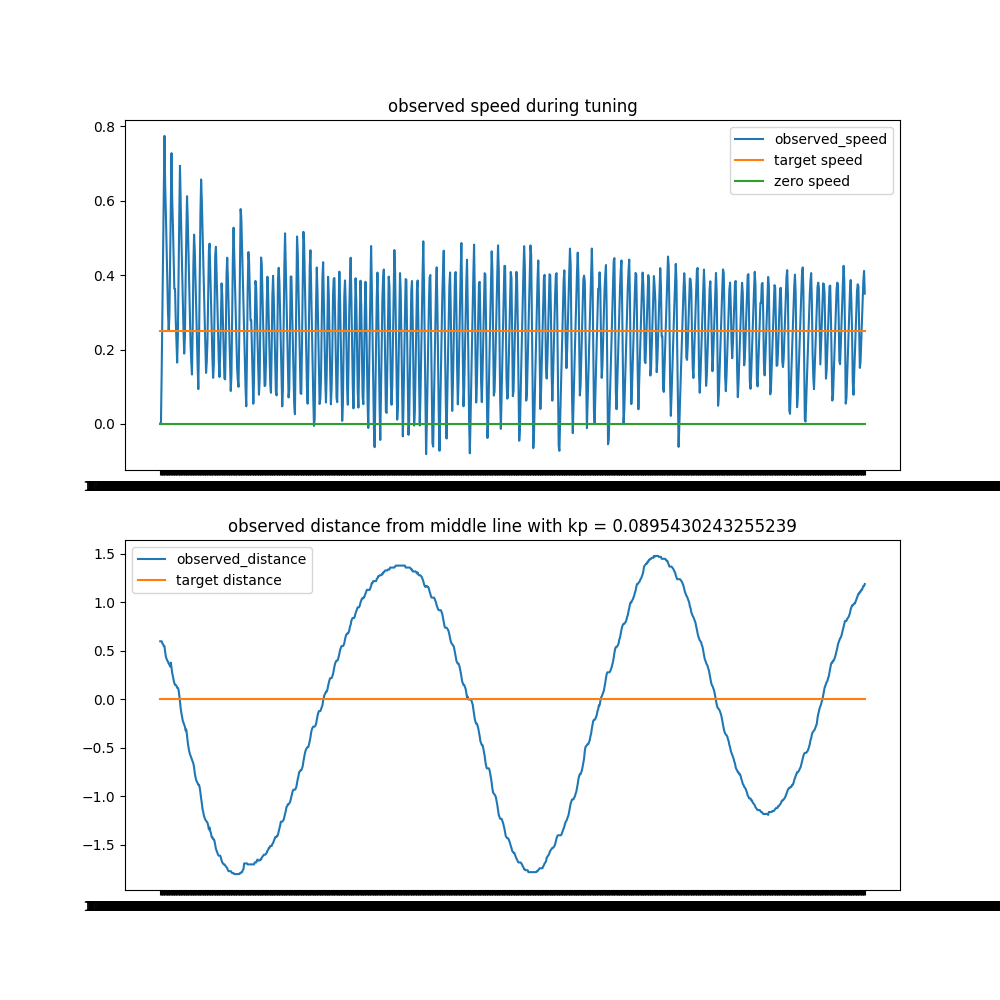 observed speed during tuning
0.8
0.6
0.4
0.2
0.0
observed_speed
target speed
zero speed
observed distance from middle line with kp = 0.0895430243255239
1.5
1.0
0.5
0.0
−0.5
−1.0
−1.5
observed_distance
target distance